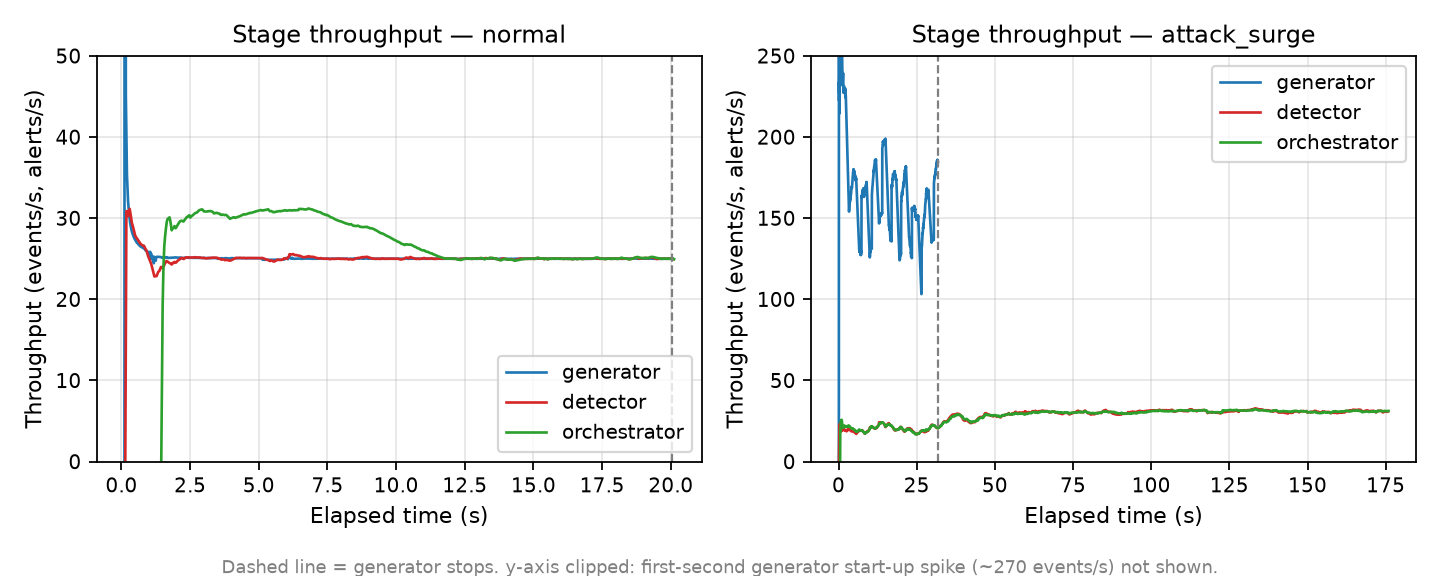 Stage throughput — normal
Throughput (events/s, alerts/s)
50
40
30
20
10
0
generator
detector
orchestrator
0.0 2.5 5.0 7.5 10.0 12.5 15.0 17.5 20.0
Elapsed time (s)
Stage throughput — attack_surge
Throughput (events/s, alerts/s)
250
200
150
100
50
0
generator
detector
orchestrator
0 25 50 75 100 125 150 175
Elapsed time (s)
Dashed line = generator stops. y-axis clipped: first-second generator start-up spike (~270 events/s) not shown.